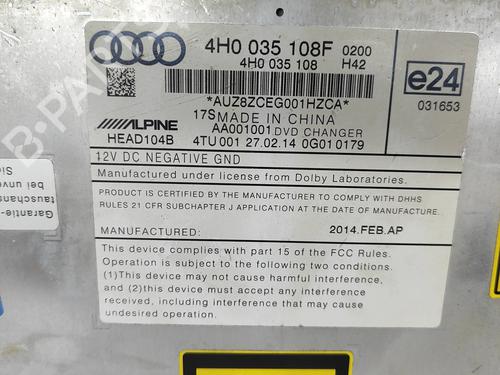 4H0 035 108F 0200
4H0 035 108 H42
e24
031653
*AUZ8ZCEG001HZCA*
17S MADE IN CHINA
ALPINE AA001001 DVD CHANGER
HEAD104B 4TU 001 27.02.14 0G010179
12V DC NEGATIVE GND
Manufactured under license from Dolby Laboratories.
PRODUCT IS CERTIFIED BY THE MANUFACTURER TO COMPLY WITH DHHS
RULES 21 CFR SUBCHAPTER J APPLICATION AT THE DATE OF MANUFACTURE.
MANUFACTURED: 2014.FEB.AP
This device complies with part 15 of the FCC Rules.
Operation is subject to the following two conditions.
(1)This device may not cause harmful interference,
and (2)this device must accept any interference
received, including interference that may cause
undesired operation.
Garantie-
tauschans
bei unve